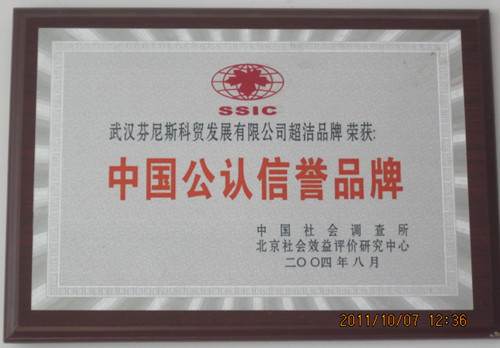 SSIC
武汉芬尼斯科贸发展有限公司超洁品牌 荣获:
中国公认信誉品牌
中国社会调查所
北京社会效益评价研究中心
二〇〇四年八月
2011/10/07 12:36